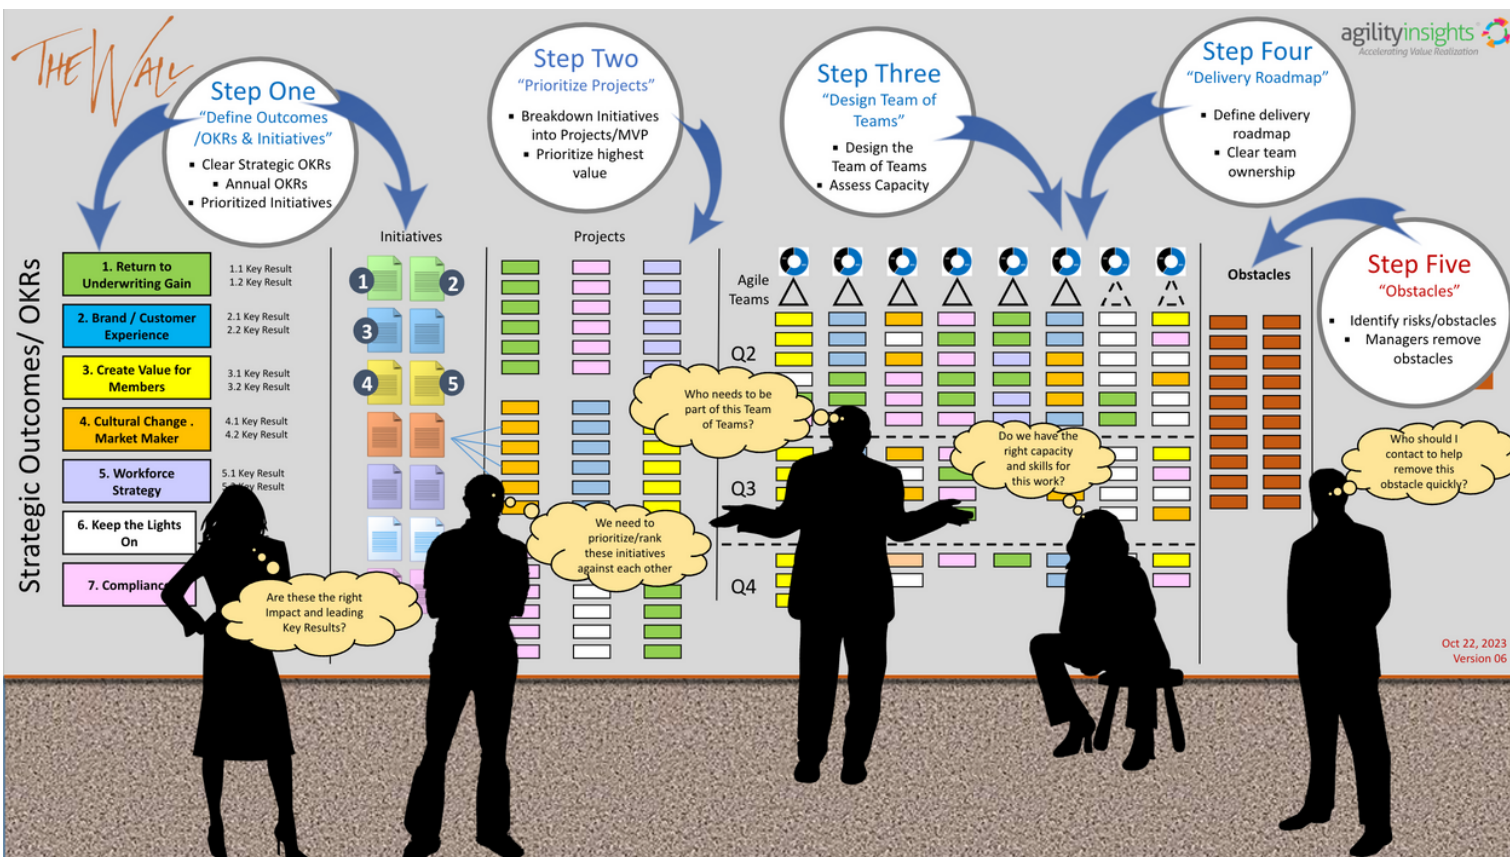 THE WALL
agilityinsights
Accelerating Value Realization
Step One
“Define Outcomes
/OKRs & Initiatives”
▪ Clear Strategic OKRs
▪ Annual OKRs
▪ Prioritized Initiatives
Step Two
“Prioritize Projects”
▪ Breakdown Initiatives
into Projects/MVP
▪ Prioritize highest
value
Step Three
“Design Team of
Teams”
▪ Design the
Team of Teams
▪ Assess Capacity
Step Four
“Delivery Roadmap”
▪ Define delivery
roadmap
▪ Clear team
ownership
Step Five
“Obstacles”
▪ Identify risks/obstacles
▪ Managers remove
obstacles
Strategic Outcomes/ OKRs
1. Return to
Underwriting Gain
1.1 Key Result
1.2 Key Result
2. Brand / Customer
Experience
2.1 Key Result
2.2 Key Result
3. Create Value for
Members
3.1 Key Result
3.2 Key Result
4. Cultural Change .
Market Maker
4.1 Key Result
4.2 Key Result
5. Workforce
Strategy
5.1 Key Result
Key Result
6. Keep the Lights
On
7. Complianc
Initiatives
1
2
3
4
5
Projects
Agile
Teams
Q2
Q3
Q4
Obstacles
Are these the right
Impact and leading
Key Results?
We need to
prioritize/rank
these initiatives
against each other
Who needs to be
part of this Team
of Teams?
Do we have the
right capacity
and skills for
this work?
Who should I
contact to help
remove this
obstacle quickly?
Oct 22, 2023
Version 06